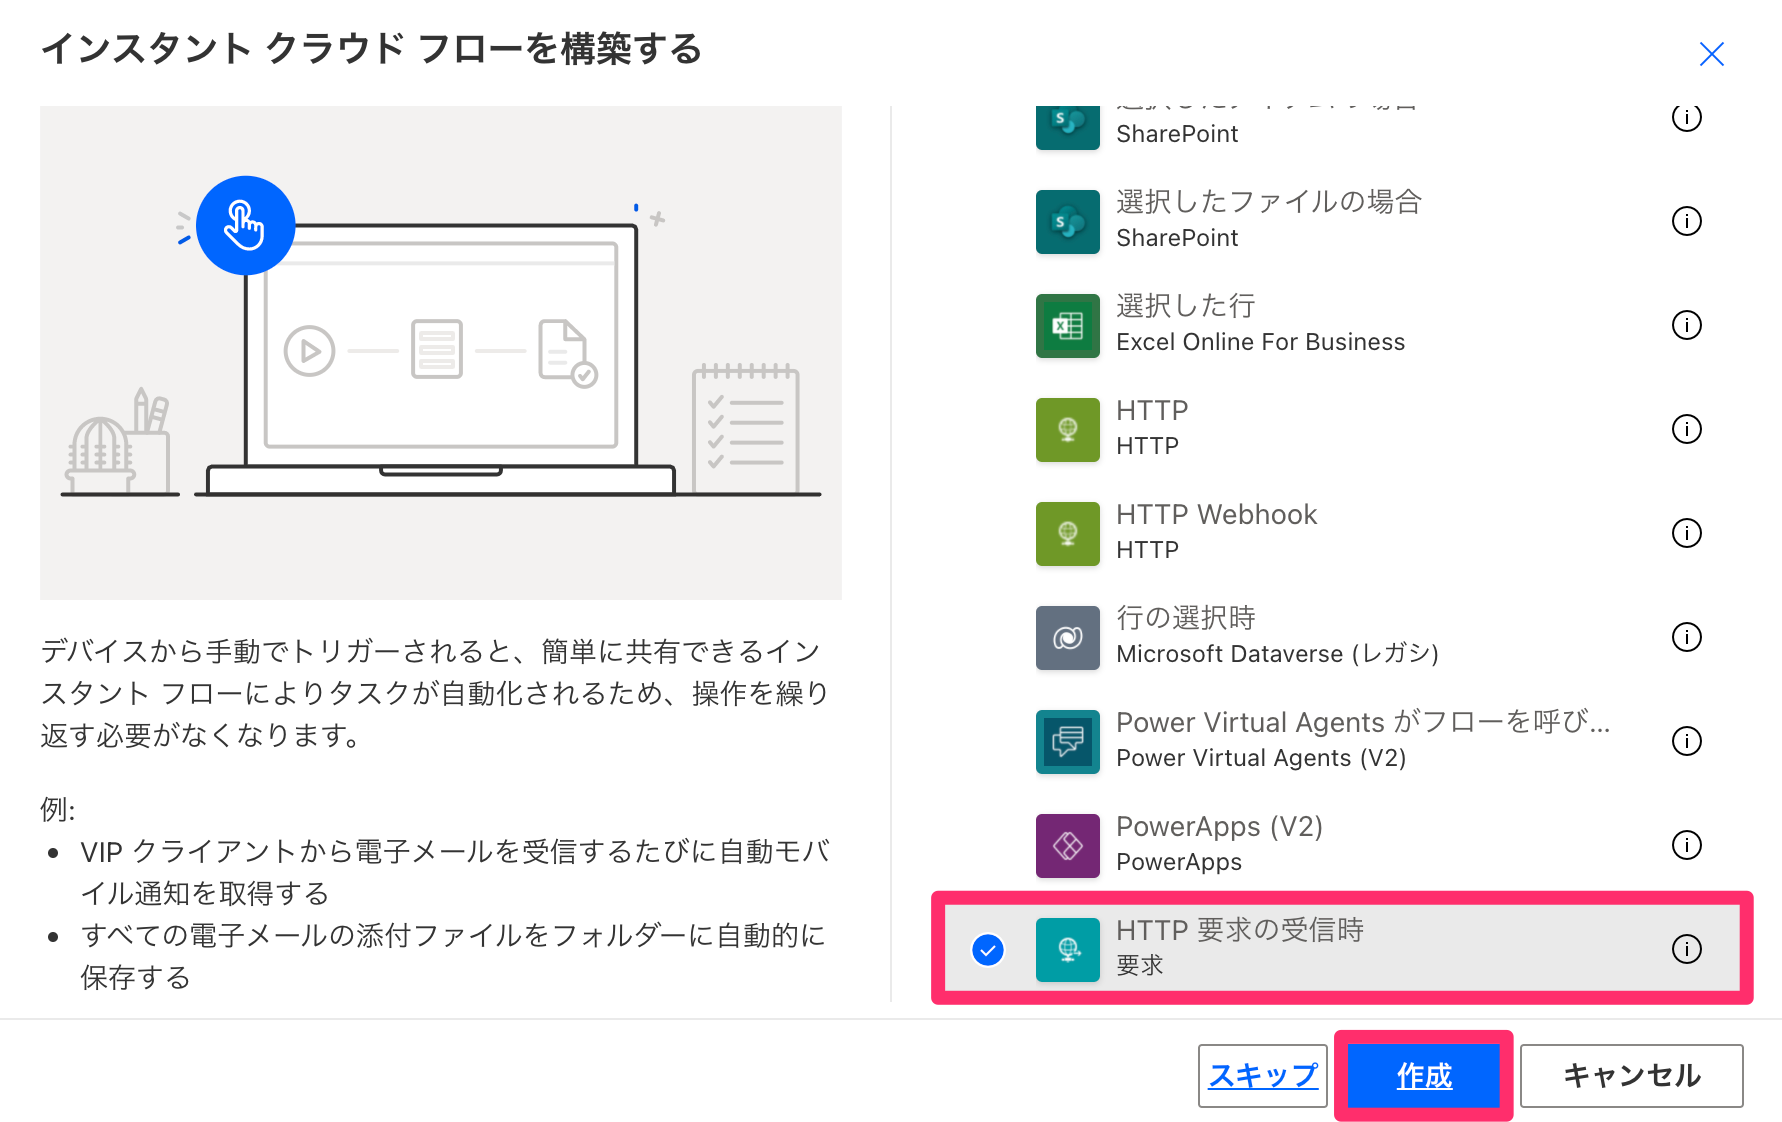 インスタント クラウド フローを構築する
デバイスから手動でトリガーされると、簡単に共有できるイン
スタント フローによりタスクが自動化されるため、操作を繰り
返す必要がなくなります。
例:
• VIP クライアントから電子メールを受信するたびに自動モバ
イル通知を取得する
• すべての電子メールの添付ファイルをフォルダーに自動的に
保存する
SharePoint
選択したファイルの場合
SharePoint
選択した行
Excel Online For Business
HTTP
HTTP
HTTP Webhook
HTTP
行の選択時
Microsoft Dataverse (レガシ)
Power Virtual Agents がフローを呼び...
Power Virtual Agents (V2)
PowerApps (V2)
PowerApps
HTTP 要求の受信時
要求
スキップ
作成
キャンセル